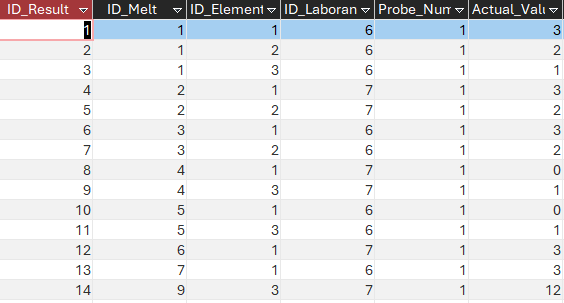 ID_Result ID_Melt ID_Element ID_Laboran Probe_Num Actual_Valu
1 1 1 6 1 3
2 1 2 6 1 2
3 1 3 6 1 1
4 2 1 7 1 3
5 2 2 7 1 2
6 3 1 6 1 3
7 3 2 6 1 2
8 4 1 7 1 0
9 4 3 7 1 1
10 5 1 6 1 0
11 5 3 6 1 1
12 6 1 7 1 3
13 7 1 6 1 3
14 9 3 7 1 12